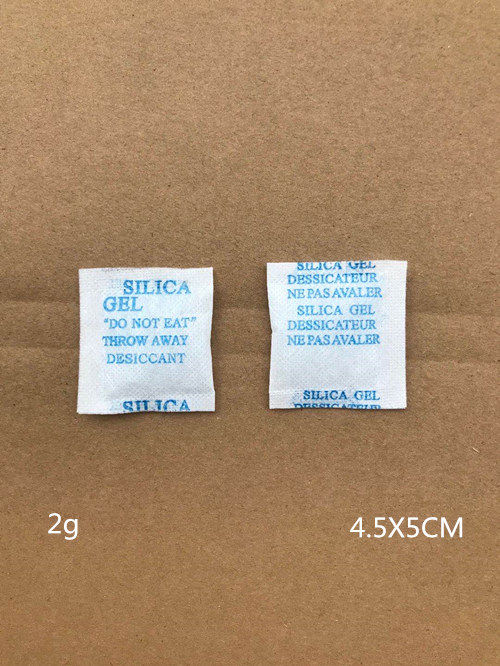 SILICA
GEL
"DO NOT EAT"
THROW AWAY
DESICCANT
SILICA
SILICA GEL
DESSICATEUR
NE PAS AVALER
SILICA GEL
DESSICATEUR
NE PAS AVALER
SILICA GEL
DESSICATEUR
2g
4.5X5CM